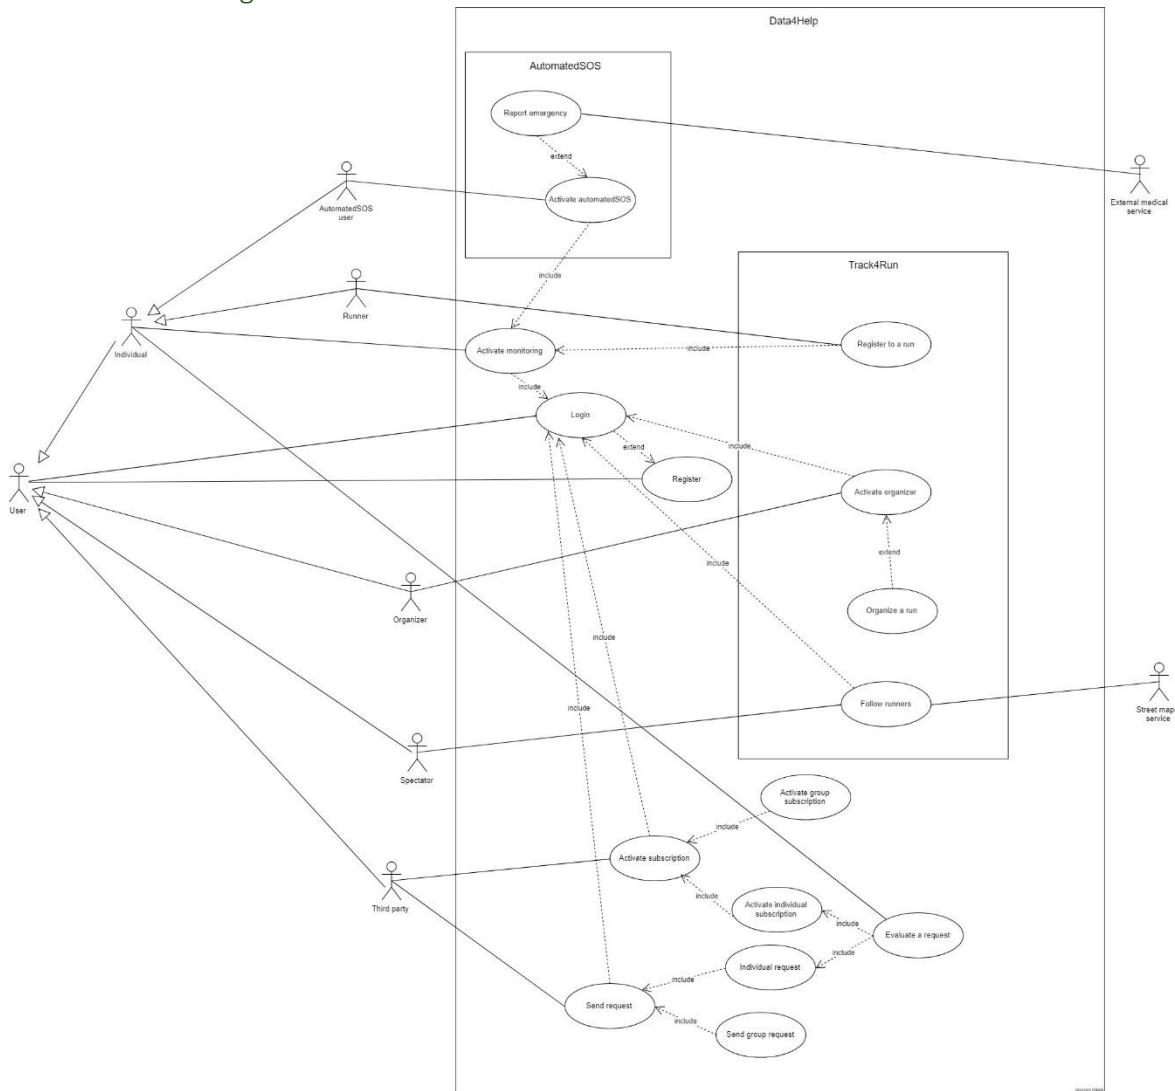 Data4Help
AutomatedSOS
Report emergency
extend
Activate automatedSOS
AutomatedSOS
user
External medical
service
include
Track4Run
Runner
Individual
Activate monitoring
include
Register to a run
include
Login
extend
include
Register
User
Activate organizer
extend
include
Organizer
Organize a run
include
include
Follow runners
Street map
service
Spectator
Activate group
subscription
include
Activate subscription
Third party
include
Activate individual
subscription
include
Evaluate a request
include
Individual request
include
Send request
include
Send group request